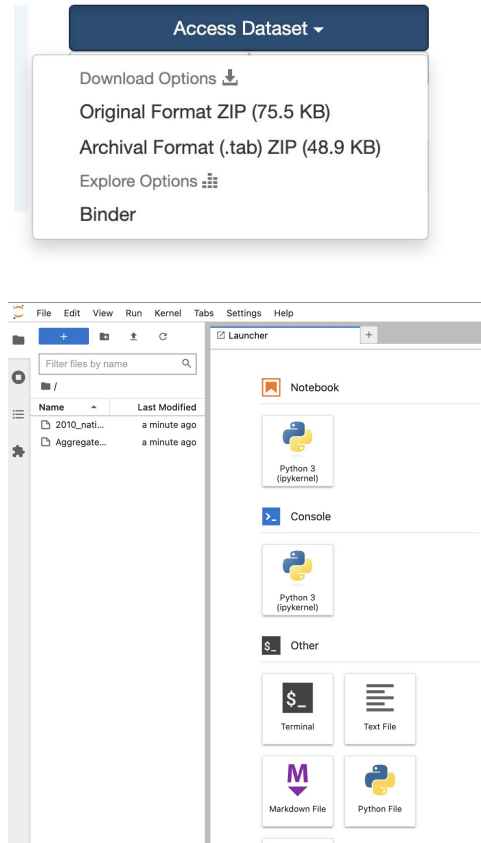 Access Dataset
Download Options
Original Format ZIP (75.5 KB)
Archival Format (.tab) ZIP (48.9 KB)
Explore Options
Binder
File Edit View Run Kernel Tabs Settings Help
+
Launcher
+
Filter files by name
/
Name Last Modified
2010_nati... a minute ago
Aggregate... a minute ago
Notebook
Python 3
(ipykernel)
>_ Console
Python 3
(ipykernel)
$_ Other
$_
Terminal
Text File
M
Markdown File
Python File